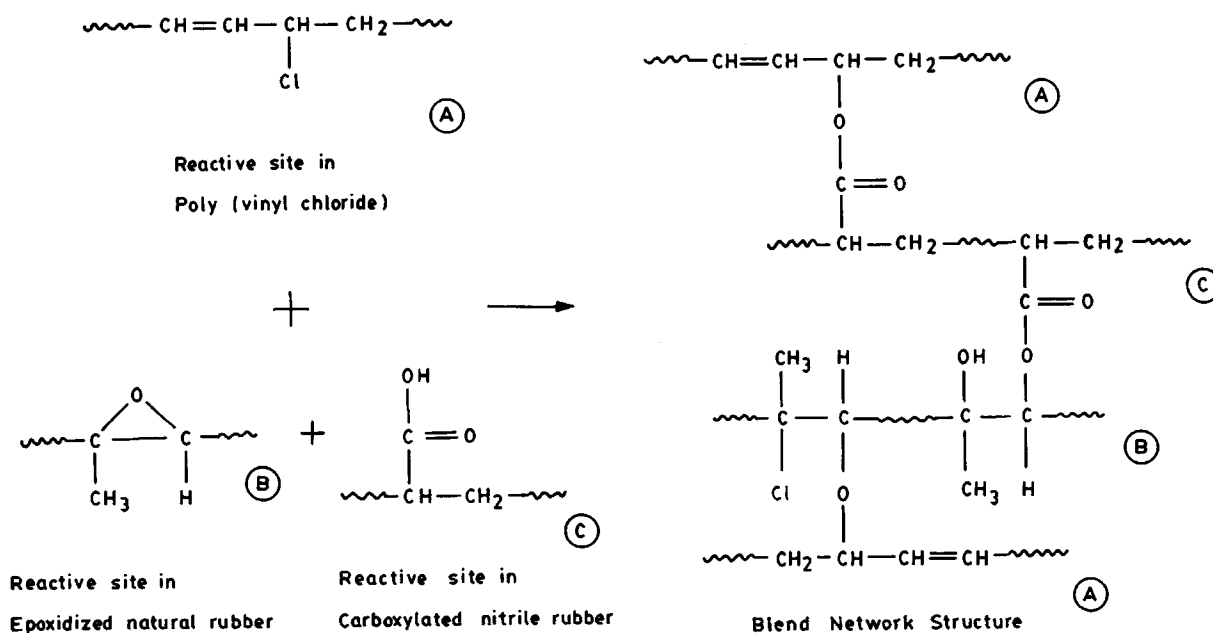 CH=CH—CH—CH2
Cl
A
Reactive site in
Poly (vinyl chloride)
+
O
C—C
CH3 H
B
Reactive site in
Epoxidized natural rubber
+
OH
C=O
CH—CH2
C
Reactive site in
Carboxylated nitrile rubber
CH=CH—CH—CH2
A
O
C=O
CH—CH2 CH—CH2
C
C=O
CH3 H OH O
C—C C—C
B
Cl O CH3 H
CH2—CH—CH=CH
A
Blend Network Structure